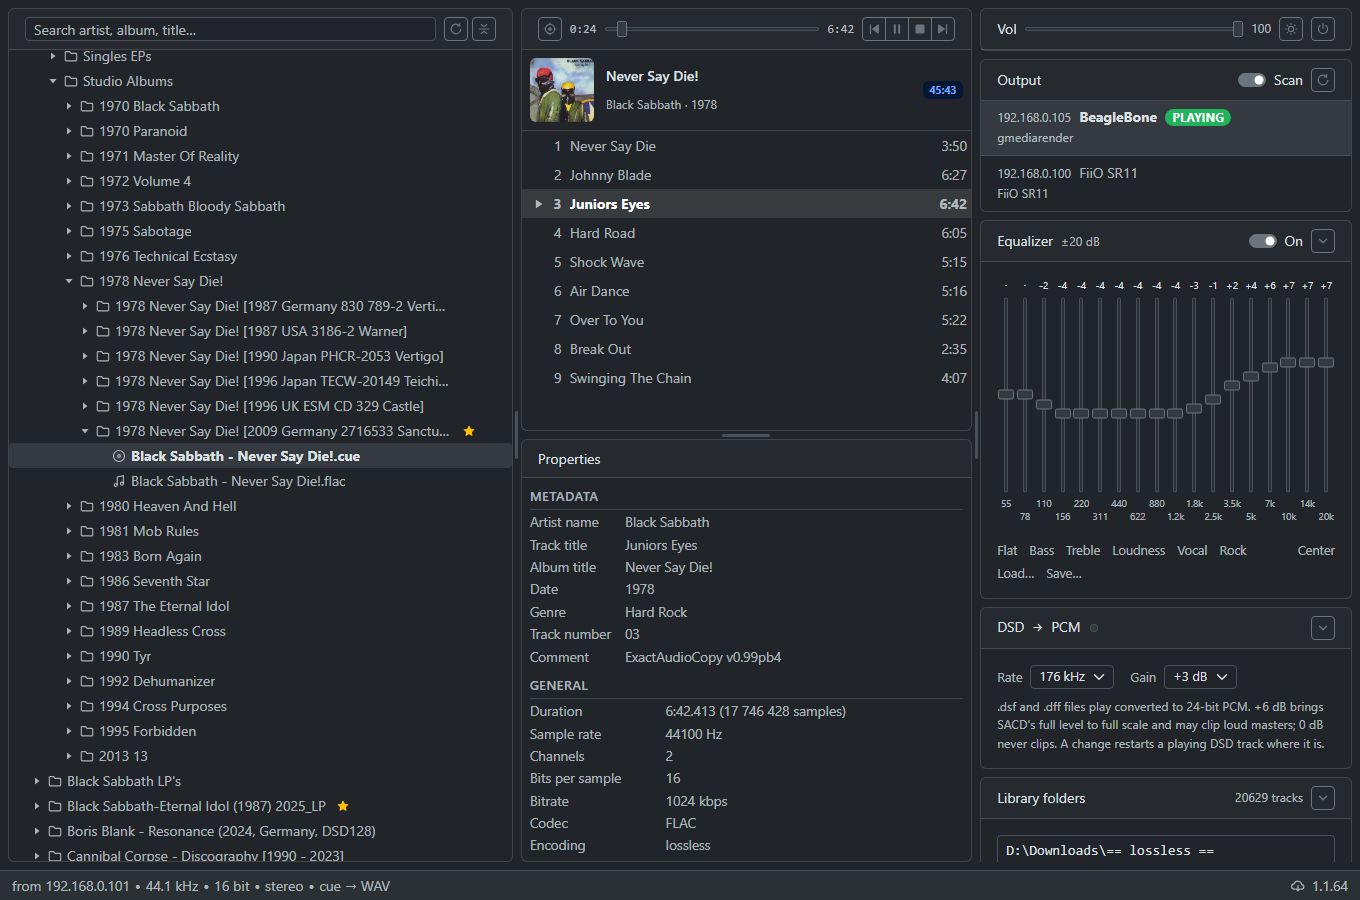 Search artist, album, title...
Singles EPs
Studio Albums
1970 Black Sabbath
1970 Paranoid
1971 Master Of Reality
1972 Volume 4
1973 Sabbath Bloody Sabbath
1975 Sabotage
1976 Technical Ecstasy
1978 Never Say Die!
1978 Never Say Die! [1987 Germany 830 789-2 Verti...
1978 Never Say Die! [1987 USA 3186-2 Warner]
1978 Never Say Die! [1990 Japan PHCR-2053 Vertigo]
1978 Never Say Die! [1996 Japan TECW-20149 Teichi...
1978 Never Say Die! [1996 UK ESM CD 329 Castle]
1978 Never Say Die! [2009 Germany 2716533 Sanctu...
Black Sabbath - Never Say Die!.cue
Black Sabbath - Never Say Die!.flac
1980 Heaven And Hell
1981 Mob Rules
1983 Born Again
1986 Seventh Star
1987 The Eternal Idol
1989 Headless Cross
1990 Tyr
1992 Dehumanizer
1994 Cross Purposes
1995 Forbidden
2013 13
Black Sabbath LP's
Black Sabbath-Eternal Idol (1987) 2025_LP
Boris Blank - Resonance (2024, Germany, DSD128)
Cannibal Corpse - Discography [1990 - 2023]
0:24 6:42
Never Say Die!
Black Sabbath · 1978
45:43
1 Never Say Die 3:50
2 Johnny Blade 6:27
3 Juniors Eyes 6:42
4 Hard Road 6:05
5 Shock Wave 5:15
6 Air Dance 5:16
7 Over To You 5:22
8 Break Out 2:35
9 Swinging The Chain 4:07
Properties
METADATA
Artist name Black Sabbath
Track title Juniors Eyes
Album title Never Say Die!
Date 1978
Genre Hard Rock
Track number 03
Comment ExactAudioCopy v0.99pb4
GENERAL
Duration 6:42.413 (17 746 428 samples)
Sample rate 44100 Hz
Channels 2
Bits per sample 16
Bitrate 1024 kbps
Codec FLAC
Encoding lossless
Vol 100
Output Scan
192.168.0.105 BeagleBone PLAYING
gmediarender
192.168.0.100 FiiO SR11
FiiO SR11
Equalizer ±20 dB On
· · -2 -4 -4 -4 -4 -4 -4 -4 -3 -1 +2 +4 +6 +7 +7 +7
55 110 220 440 880 1.8k 3.5k 7k 14k
78 156 311 622 1.2k 2.5k 5k 10k 20k
Flat Bass Treble Loudness Vocal Rock Center
Load... Save...
DSD → PCM
Rate 176 kHz Gain +3 dB
.dsf and .dff files play converted to 24-bit PCM. +6 dB brings
SACD's full level to full scale and may clip loud masters; 0 dB
never clips. A change restarts a playing DSD track where it is.
Library folders 20629 tracks
D:\Downloads\== lossless ==
from 192.168.0.101 • 44.1 kHz • 16 bit • stereo • cue → WAV
1.1.64